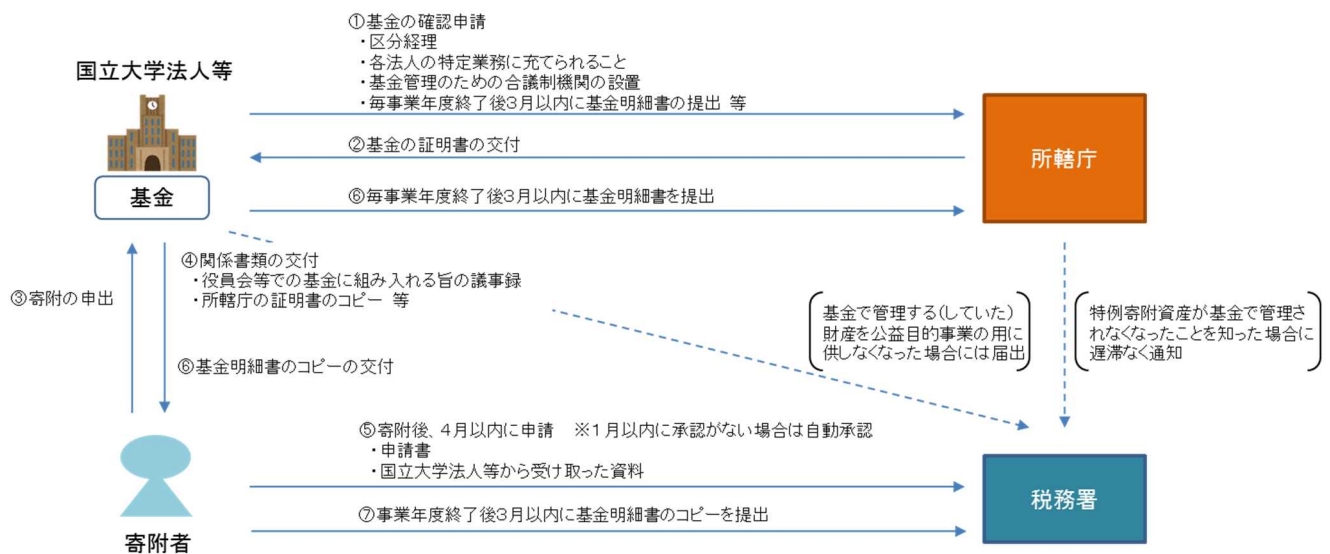 ①基金の確認申請
・区分経理
・各法人の特定業務に充てられること
・基金管理のための合議制機関の設置
・毎事業年度終了後3月以内に基金明細書の提出 等
国立大学法人等
②基金の証明書の交付
所轄庁
基金
⑥毎事業年度終了後3月以内に基金明細書を提出
④関係書類の交付
・役員会等での基金に組み入れる旨の議事録
・所轄庁の証明書のコピー 等
③寄附の申出
基金で管理する(していた)
財産を公益目的事業の用に
供しなくなった場合には届出
特例寄附資産が基金で管理さ
れなくなったことを知った場合に
遅滞なく通知
⑥基金明細書のコピーの交付
⑤寄附後、4月以内に申請 ※1月以内に承認がない場合は自動承認
・申請書
・国立大学法人等から受け取った資料
税務署
⑦事業年度終了後3月以内に基金明細書のコピーを提出
寄附者